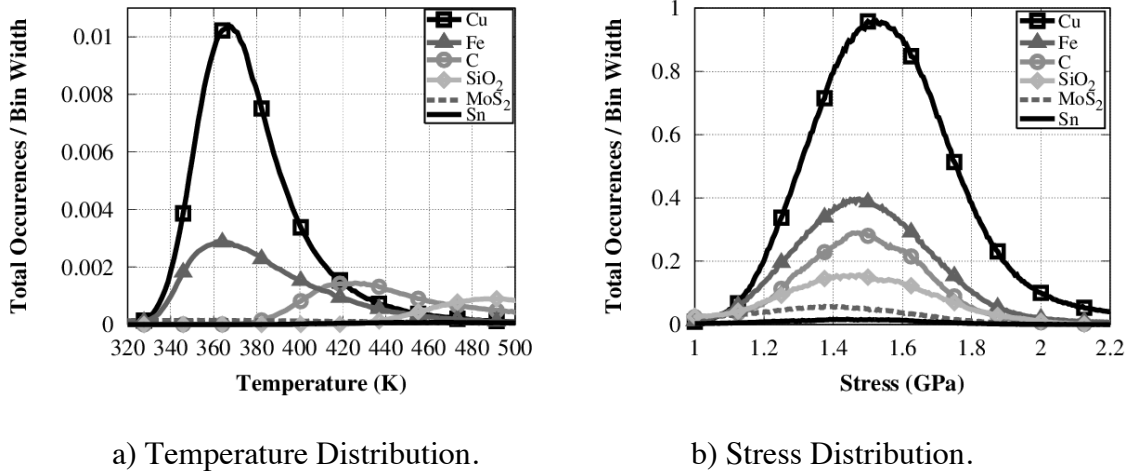 Total Occurences / Bin Width
0.01
0.008
0.006
0.004
0.002
0
320 340 360 380 400 420 440 460 480 500
Temperature (K)
Cu
Fe
C
SiO2
MoS2
Sn
a) Temperature Distribution.
Total Occurences / Bin Width
1
0.8
0.6
0.4
0.2
0
1 1.2 1.4 1.6 1.8 2 2.2
Stress (GPa)
Cu
Fe
C
SiO2
MoS2
Sn
b) Stress Distribution.